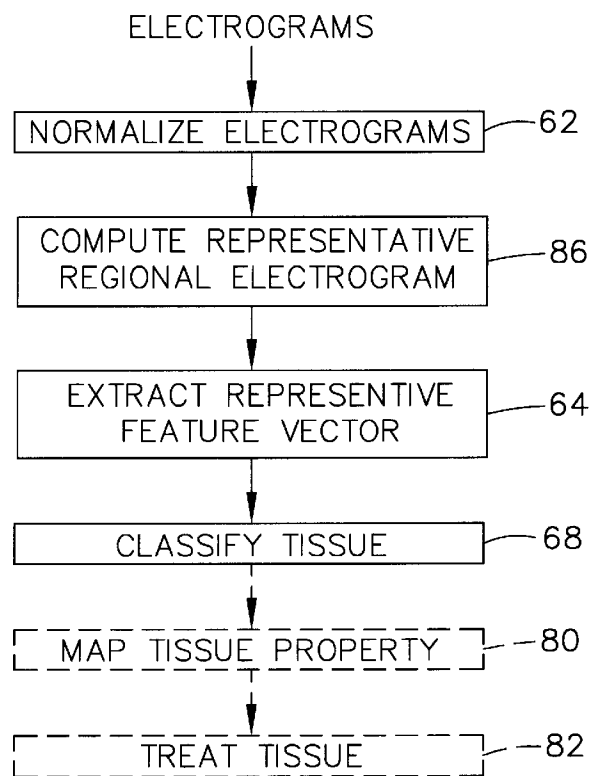 ELECTROGRAMS
NORMALIZE ELECTROGRAMS
62
COMPUTE REPRESENTATIVE
REGIONAL ELECTROGRAM
86
EXTRACT REPRESENTIVE
FEATURE VECTOR
64
CLASSIFY TISSUE
68
MAP TISSUE PROPERTY
80
TREAT TISSUE
82